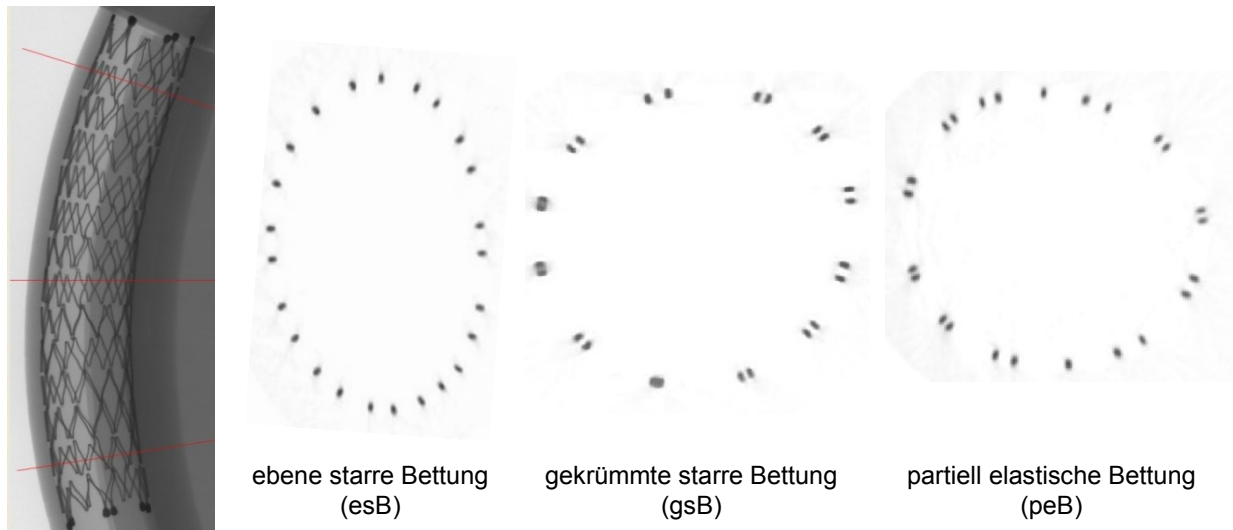 ebene starre Bettung
(esB)
gekrümmte starre Bettung
(gsB)
partiell elastische Bettung
(peB)